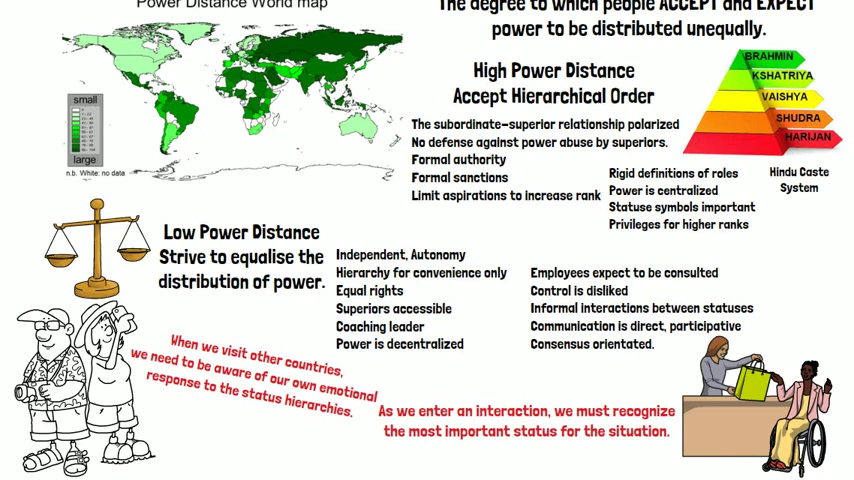 Power Distance World map
The degree to which people ACCEPT and EXPECT
power to be distributed unequally.
small
large
n.b. White: no data
High Power Distance
Accept Hierarchical Order
BRAHMIN
KSHATRIYA
VAISHYA
SHUDRA
HARIJAN
Hindu Caste
System
The subordinate-superior relationship polarized
No defense against power abuse by superiors.
Formal authority
Formal sanctions
Limit aspirations to increase rank
Rigid definitions of roles
Power is centralized
Statuse symbols important
Privileges for higher ranks
Low Power Distance
Strive to equalise the
distribution of power.
Independent, Autonomy
Hierarchy for convenience only
Equal rights
Superiors accessible
Coaching leader
Power is decentralized
Employees expect to be consulted
Control is disliked
Informal interactions between statuses
Communication is direct, participative
Consensus orientated.
When we visit other countries,
we need to be aware of our own emotional
response to the status hierarchies.
As we enter an interaction, we must recognize
the most important status for the situation.